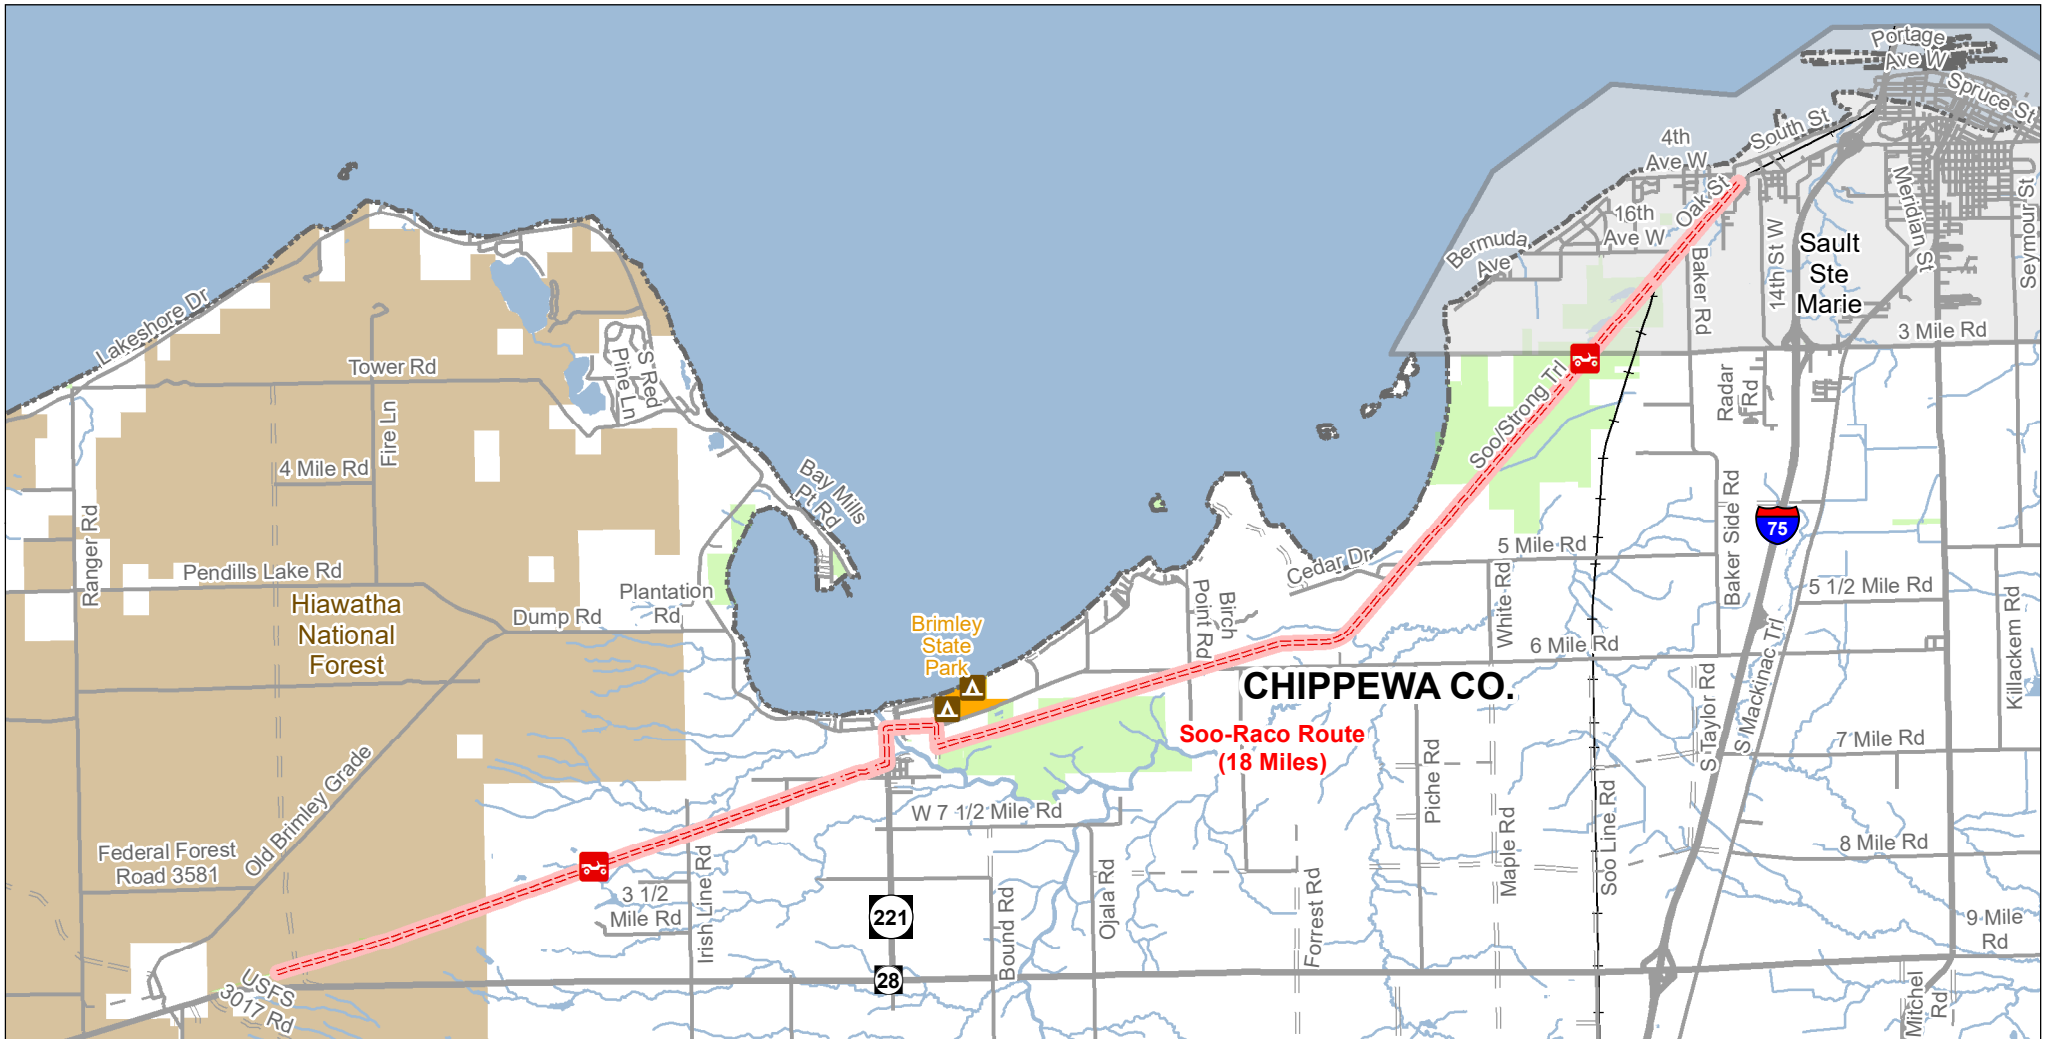 Portage
Ave W
Spruce St
South St
4th
Ave W
Oak St
16th
Ave W
Bermuda
Ave
Meridian St
Seymour St
Sault
Ste
Marie
14th St W
Baker Rd
3 Mile Rd
Lakeshore Dr
Tower Rd
S Red
Pine Ln
Fire Ln
4 Mile Rd
Radar
Rd
Soo/Strong Trl
Bay Mills
Pt Rd
Ranger Rd
Baker Side Rd
75
5 Mile Rd
Cedar Dr
Pendills Lake Rd
Hiawatha
National
Forest
Plantation
Rd
Dump Rd
Birch
Point Rd
White Rd
5 1/2 Mile Rd
Killackem Rd
Brimley
State
Park
6 Mile Rd
CHIPPEWA CO.
Soo-Raco Route
(18 Miles)
S Taylor Rd
S Mackinac Trl
7 Mile Rd
Piche Rd
Old Brimley Grade
W 7 1/2 Mile Rd
Maple Rd
Soo Line Rd
8 Mile Rd
Federal Forest
Road 3581
3 1/2
Mile Rd
Irish Line Rd
221
Bound Rd
Ojala Rd
Forrest Rd
9 Mile
Rd
28
USFS
3017 Rd
Mitchel
Rd